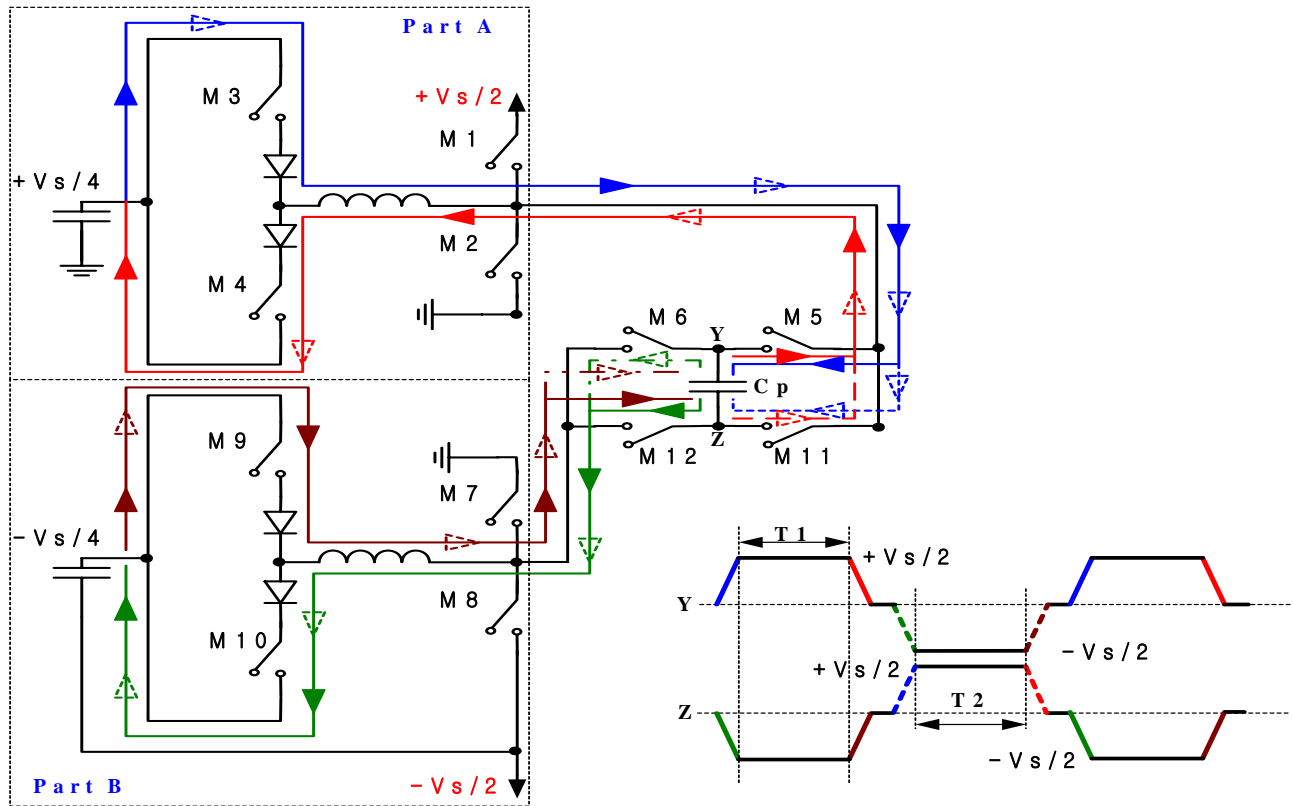 Part A
M3
+Vs/2
M1
+Vs/4
M2
M4
M6
M5
Y
Cp
Z
M12
M11
M9
M7
-Vs/4
M8
M10
-Vs/2
Part B
T1
+Vs/2
Y
-Vs/2
+Vs/2
T2
Z
-Vs/2